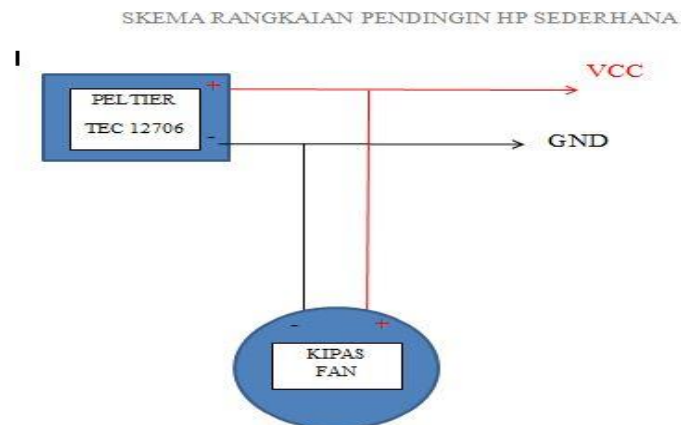 SKEMA RANGKAIAN PENDINGIN HP SEDERHANA
I
+
VCC
PELTIER
TEC 12706
-
GND
- +
KIPAS
FAN